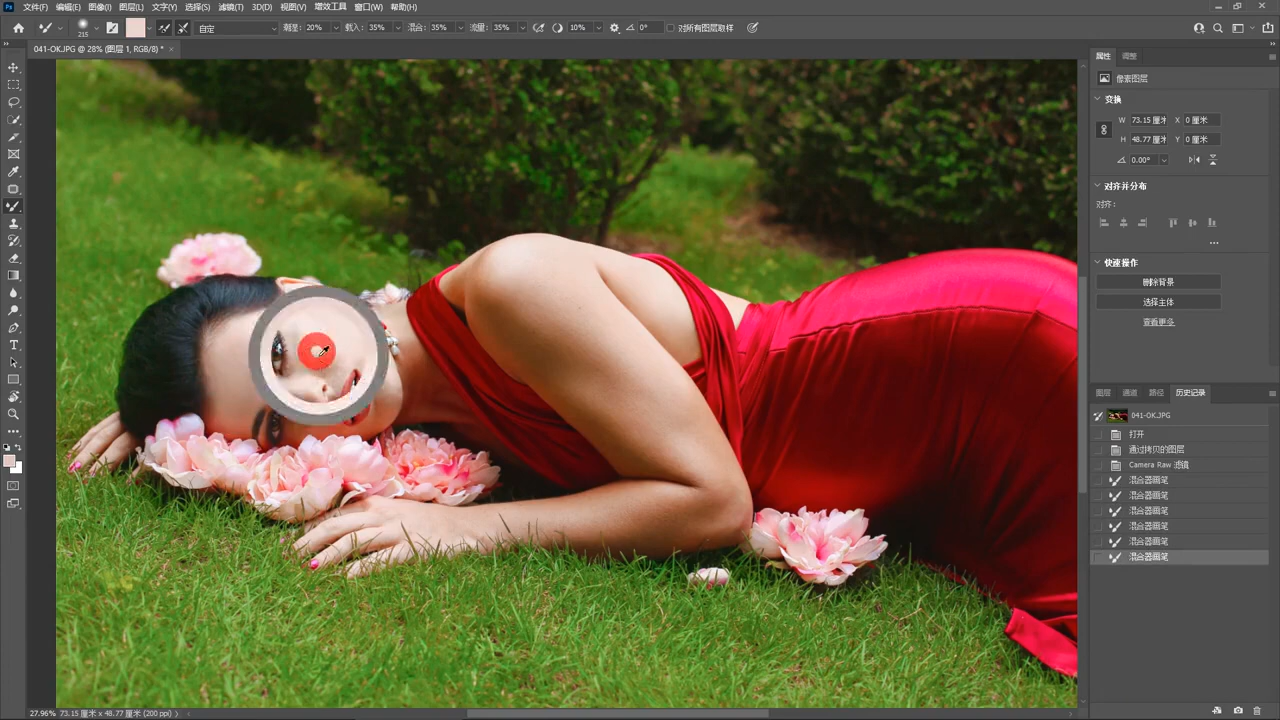 Ps 文件(F) 编辑(E) 图像(I) 图层(L) 文字(Y) 选择(S) 滤镜(T) 3D(D) 视图(V) 增效工具 窗口(W) 帮助(H)
215 自定 潮湿: 20% 载入: 35% 混合: 35% 流量: 35% 10% 0° 对所有图层取样
041-OK.JPG @ 28% (图层 1, RGB/8) * ×
属性 调整
像素图层
变换
W 73.15 厘米 X 0 厘米
H 48.77 厘米 Y 0 厘米
0.00°
对齐并分布
对齐:
快速操作
删除背景
选择主体
查看更多
图层 通道 路径 历史记录
041-OK.JPG
打开
通过拷贝的图层
Camera Raw 滤镜
混合器画笔
混合器画笔
混合器画笔
混合器画笔
混合器画笔
混合器画笔
27.96% 73.15 厘米 x 48.77 厘米 (200 ppi)